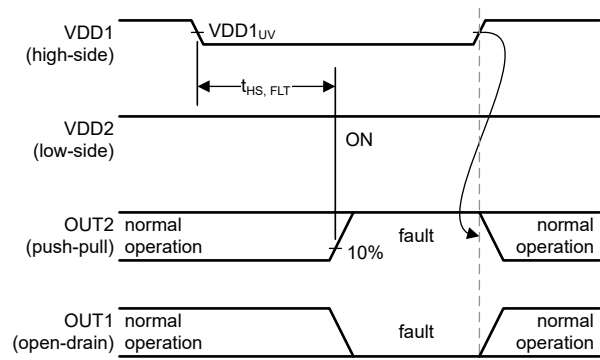 VDD1
(high-side)
VDD1UV
tHS, FLT
VDD2
(low-side)
ON
OUT2
(push-pull)
normal
operation
10%
fault
normal
operation
OUT1
(open-drain)
normal
operation
fault
normal
operation